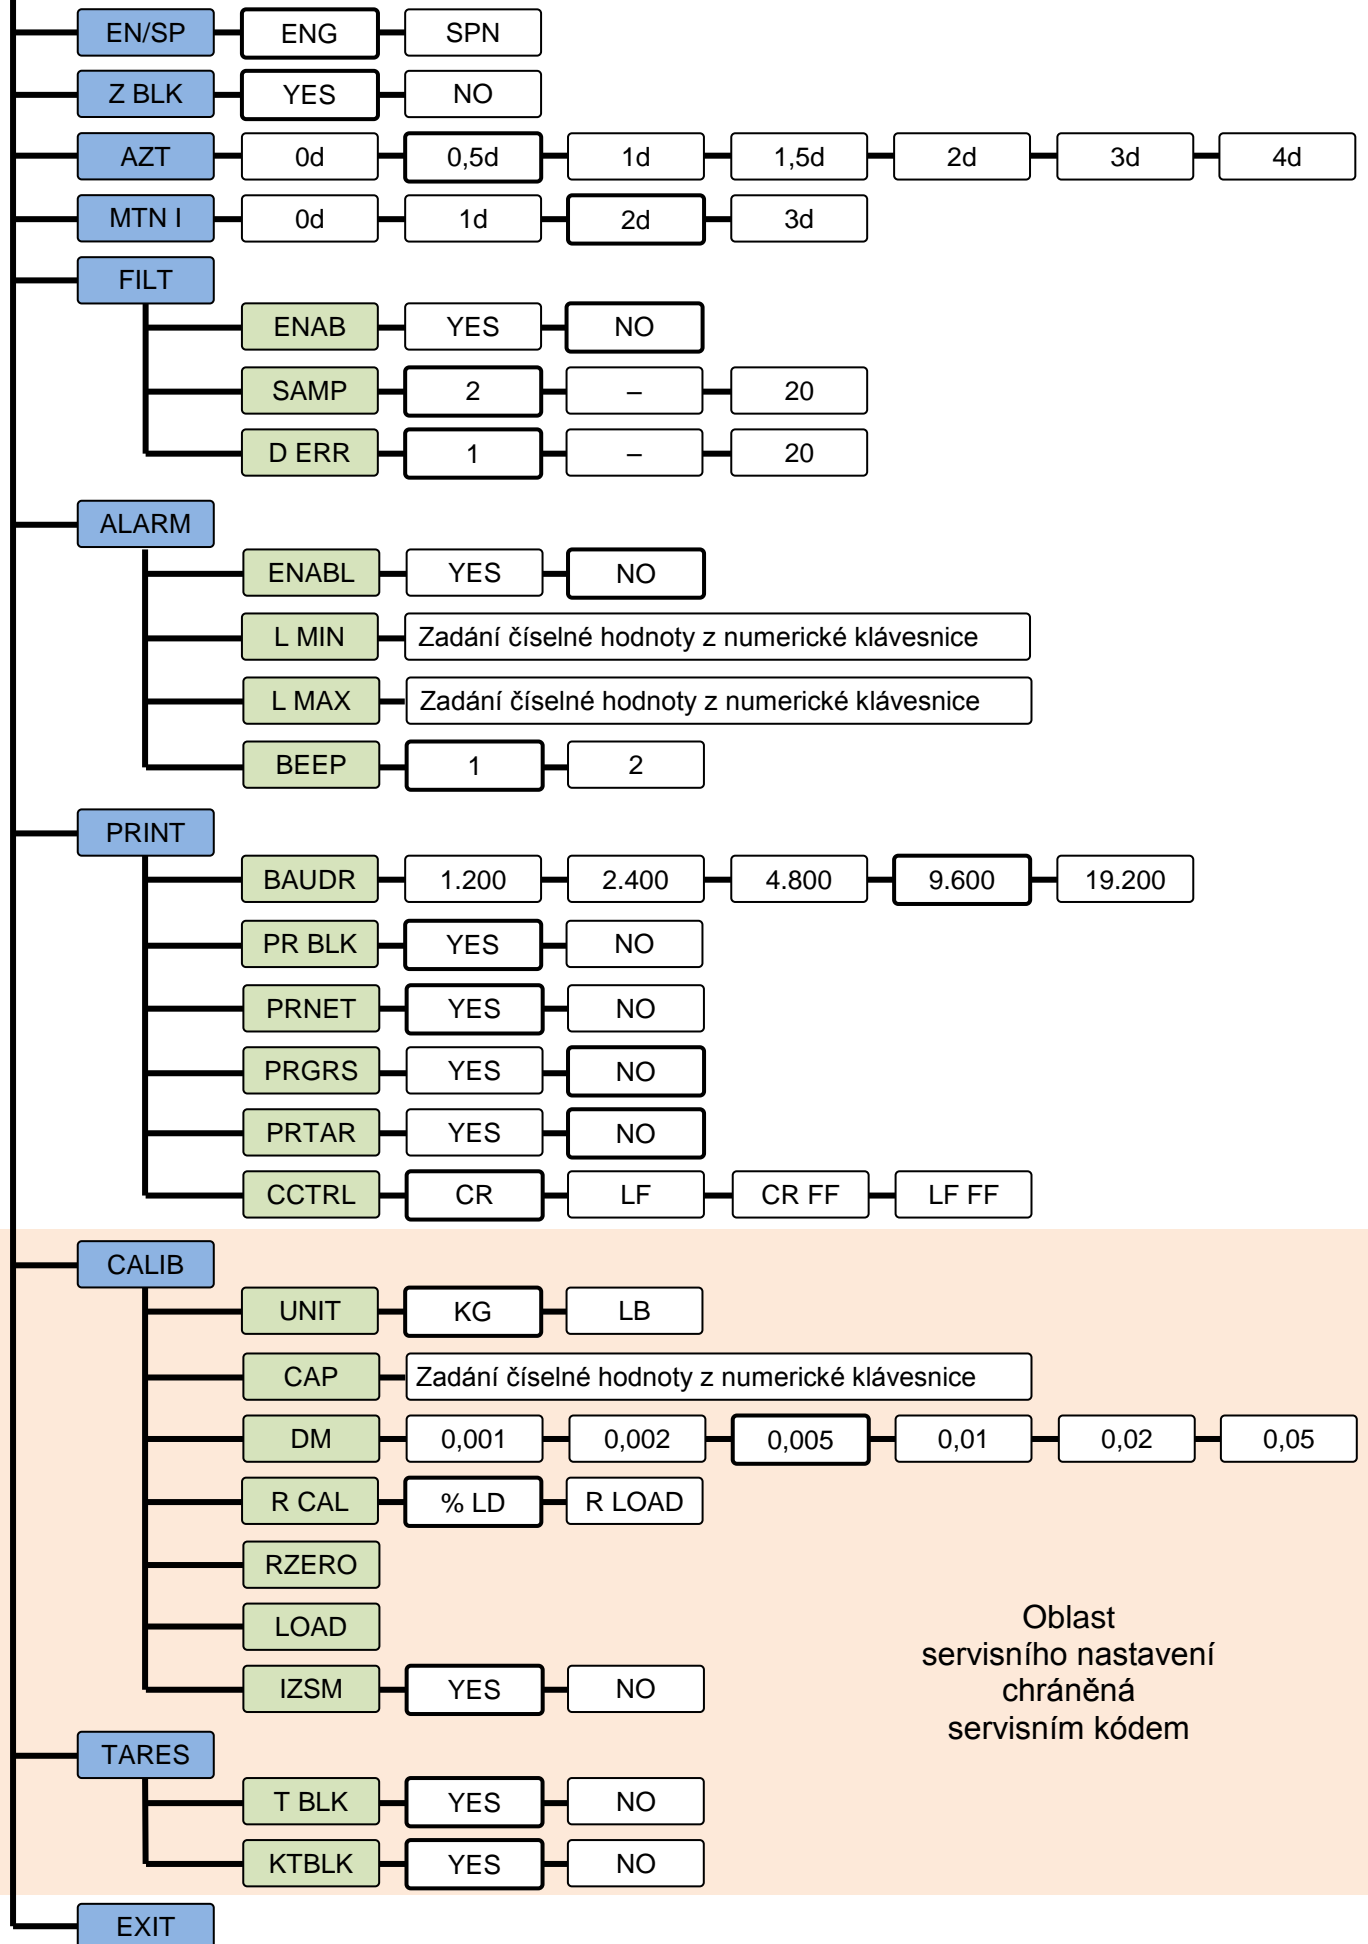 EN/SP ENG SPN
Z BLK YES NO
AZT 0d 0,5d 1d 1,5d 2d 3d 4d
MTN I 0d 1d 2d 3d
FILT
ENAB YES NO
SAMP 2 – 20
D ERR 1 – 20
ALARM
ENABL YES NO
L MIN Zadání číselné hodnoty z numerické klávesnice
L MAX Zadání číselné hodnoty z numerické klávesnice
BEEP 1 2
PRINT
BAUDR 1.200 2.400 4.800 9.600 19.200
PR BLK YES NO
PRNET YES NO
PRGRS YES NO
PRTAR YES NO
CCTRL CR LF CR FF LF FF
CALIB
UNIT KG LB
CAP Zadání číselné hodnoty z numerické klávesnice
DM 0,001 0,002 0,005 0,01 0,02 0,05
R CAL % LD R LOAD
RZERO
LOAD
IZSM YES NO
Oblast
servisního nastavení
chráněná
servisním kódem
TARES
T BLK YES NO
KTBLK YES NO
EXIT